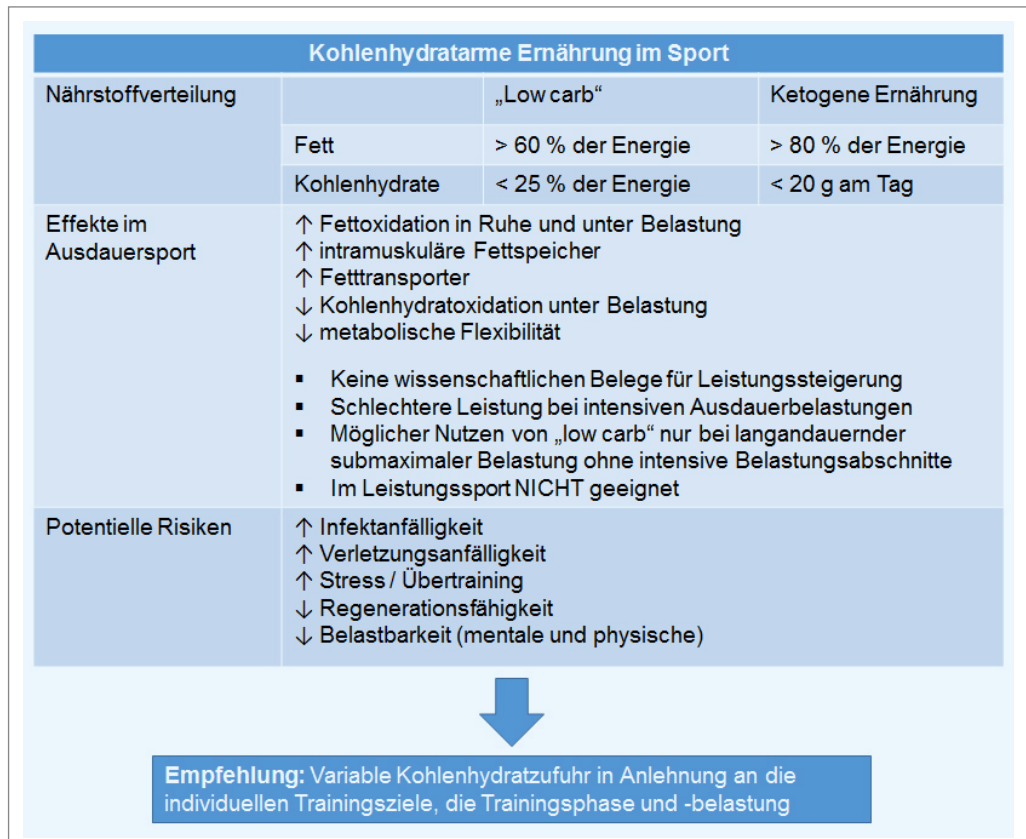 Kohlenhydratarme Ernährung im Sport
Nährstoffverteilung
„Low carb“
Ketogene Ernährung
Fett
> 60 % der Energie
> 80 % der Energie
Kohlenhydrate
< 25 % der Energie
< 20 g am Tag
Effekte im
Ausdauersport
↑ Fettoxidation in Ruhe und unter Belastung
↑ intramuskuläre Fettspeicher
↑ Fetttransporter
↓ Kohlenhydratoxidation unter Belastung
↓ metabolische Flexibilität
▪ Keine wissenschaftlichen Belege für Leistungssteigerung
▪ Schlechtere Leistung bei intensiven Ausdauerbelastungen
▪ Möglicher Nutzen von „low carb“ nur bei langandauernder
submaximaler Belastung ohne intensive Belastungsabschnitte
▪ Im Leistungssport NICHT geeignet
Potentielle Risiken
↑ Infektanfälligkeit
↑ Verletzungsanfälligkeit
↑ Stress / Übertraining
↓ Regenerationsfähigkeit
↓ Belastbarkeit (mentale und physische)
Empfehlung: Variable Kohlenhydratzufuhr in Anlehnung an die
individuellen Trainingsziele, die Trainingsphase und -belastung